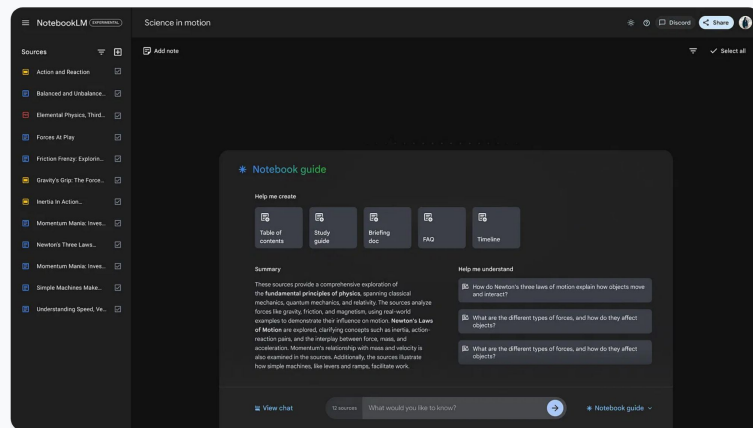 NotebookLM EXPERIMENTAL
Science in motion
Discord
Share
Sources
Add note
Select all
Action and Reaction
Balanced and Unbalance...
Elemental Physics, Third...
Forces At Play
Friction Frenzy: Explorin...
Gravity's Grip: The Force...
Inertia In Action...
Momentum Mania: Inves...
Newton's Three Laws...
Momentum Mania: Inves...
Simple Machines Make...
Understanding Speed, Ve...
Notebook guide
Help me create
Table of
contents
Study
guide
Briefing
doc
FAQ
Timeline
Summary
These sources provide a comprehensive exploration of
the fundamental principles of physics, spanning classical
mechanics, quantum mechanics, and relativity. The sources analyze
forces like gravity, friction, and magnetism, using real-world
examples to demonstrate their influence on motion. Newton's Laws
of Motion are explored, clarifying concepts such as inertia, action-
reaction pairs, and the interplay between force, mass, and
acceleration. Momentum's relationship with mass and velocity is
also examined in the sources. Additionally, the sources illustrate
how simple machines, like levers and ramps, facilitate work.
Help me understand
How do Newton's three laws of motion explain how objects move
and interact?
What are the different types of forces, and how do they affect
objects?
What are the different types of forces, and how do they affect
objects?
View chat
12 sources
What would you like to know?
Notebook guide